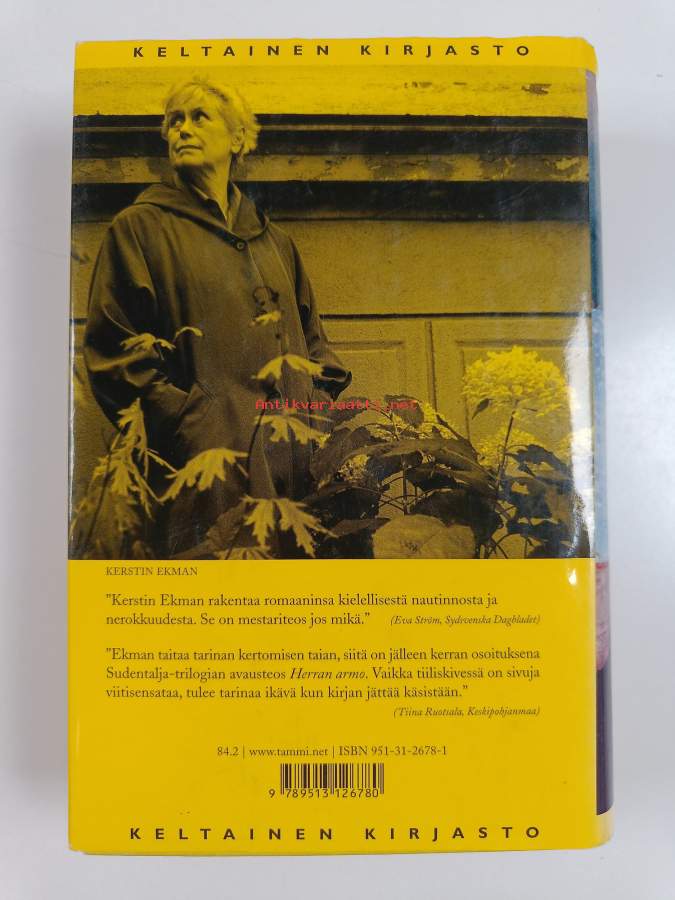 KELTAINEN KIRJASTO
Antikvariaatti.net
KERSTIN EKMAN
"Kerstin Ekman rakentaa romaaninsa kielellisestä nautinnosta ja
nerokkuudesta. Se on mestariteos jos mikä." (Eva Ström, Sydsvenska Dagbladet)
"Ekman taitaa tarinan kertomisen taian, siitä on jälleen kerran osoituksena
Sudentalja-trilogian avausteos Herran armo. Vaikka tiiliskivessä on sivuja
viitisensataa, tulee tarinaa ikävä kun kirjan jättää käsistään."
(Tiina Ruotsala, Keskipohjanmaa)
84.2 | www.tammi.net | ISBN 951-31-2678-1
9 789513 126780
KELTAINEN KIRJASTO